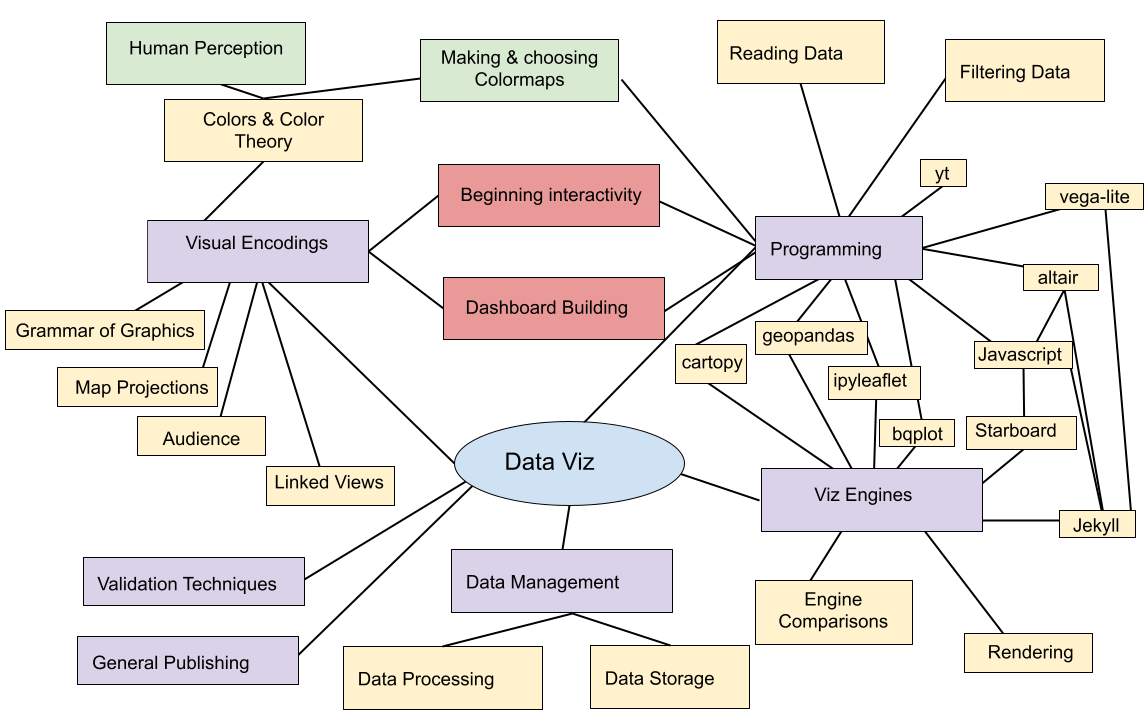 Human Perception
Making & choosing
Colormaps
Reading Data
Filtering Data
Colors & Color
Theory
yt
vega-lite
Beginning interactivity
Visual Encodings
Programming
altair
Dashboard Building
Grammar of Graphics
geopandas
cartopy
Javascript
ipyleaflet
Map Projections
Audience
bqplot
Starboard
Data Viz
Linked Views
Viz Engines
Jekyll
Validation Techniques
Data Management
Engine
Comparisons
General Publishing
Rendering
Data Processing
Data Storage